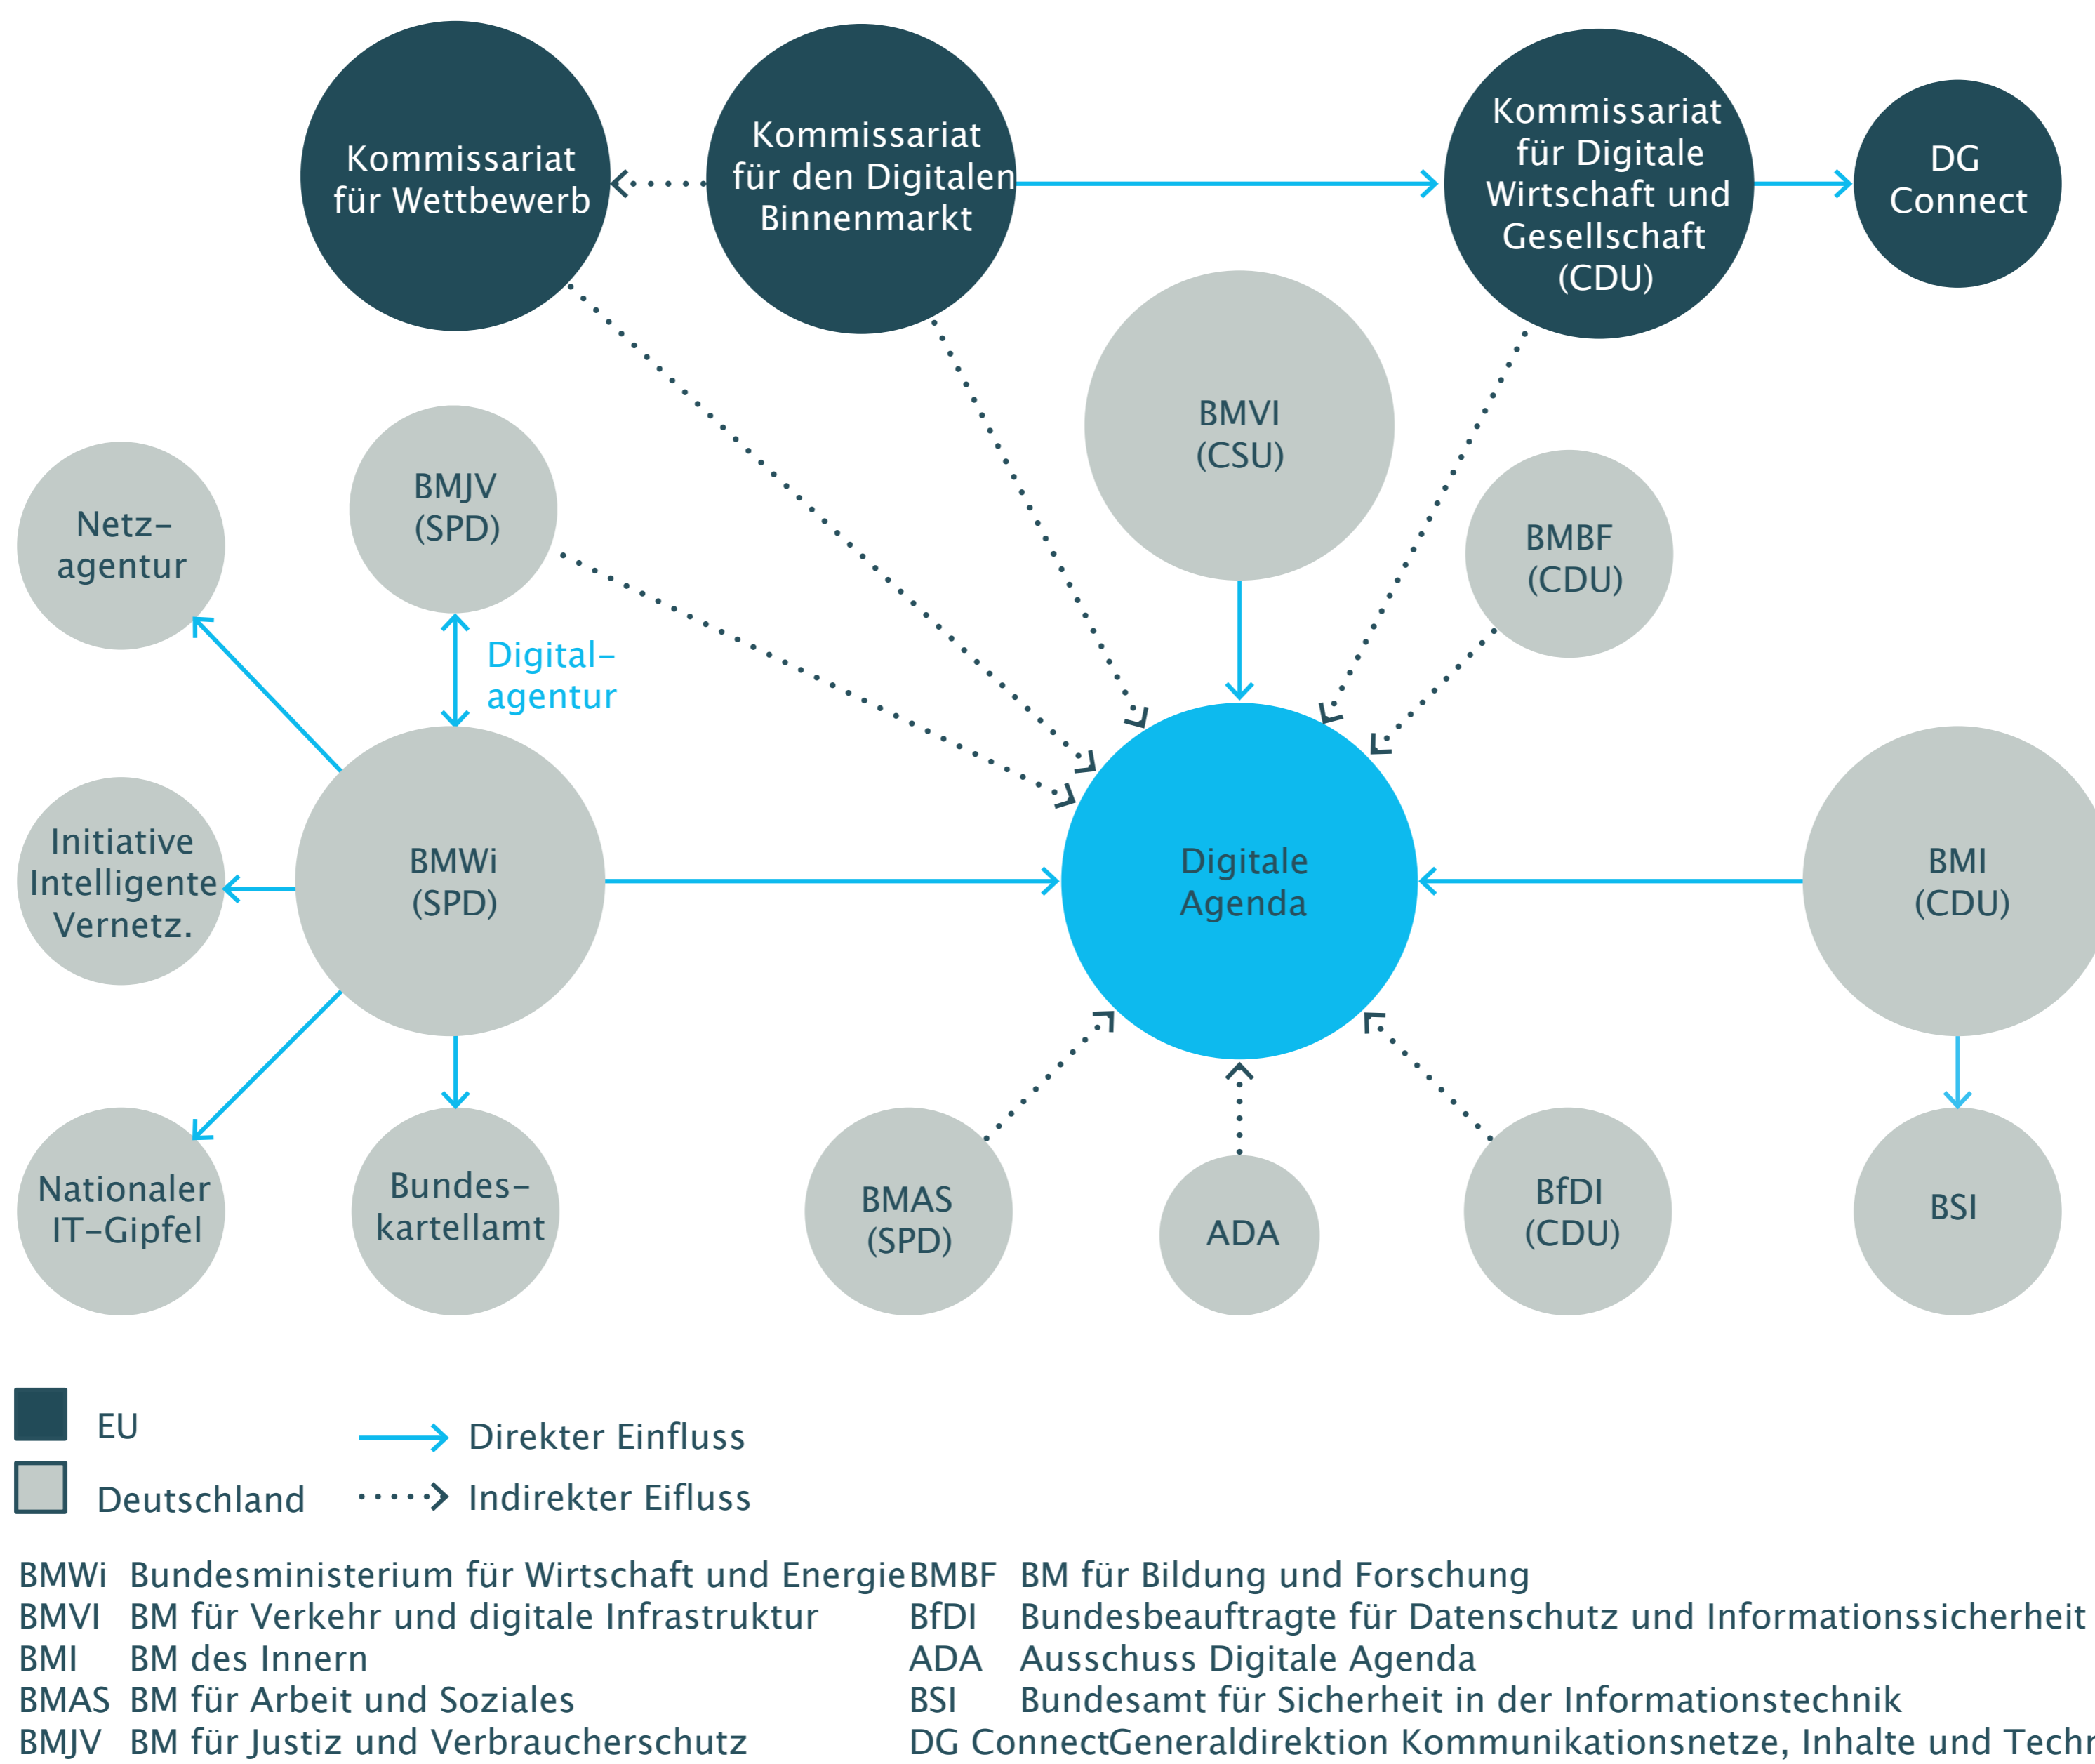 Kommissariat
für Wettbewerb
Kommissariat
für den Digitalen
Binnenmarkt
Kommissariat
für Digitale
Wirtschaft und
Gesellschaft
(CDU)
DG
Connect
BMVI
(CSU)
BMJV
(SPD)
Netz-
agentur
BMBF
(CDU)
Digital-
agentur
Initiative
Intelligente
Vernetz.
BMWi
(SPD)
Digitale
Agenda
BMI
(CDU)
Nationaler
IT-Gipfel
Bundes-
kartellamt
BMAS
(SPD)
ADA
BfDI
(CDU)
BSI
EU
Direkter Einfluss
Deutschland
Indirekter Eifluss
BMWi Bundesministerium für Wirtschaft und Energie
BMVI BM für Verkehr und digitale Infrastruktur
BMI BM des Innern
BMAS BM für Arbeit und Soziales
BMJV BM für Justiz und Verbraucherschutz
BMBF BM für Bildung und Forschung
BfDI Bundesbeauftragte für Datenschutz und Informationssicherheit
ADA Ausschuss Digitale Agenda
BSI Bundesamt für Sicherheit in der Informationstechnik
DG Connect Generaldirektion Kommunikationsnetze, Inhalte und